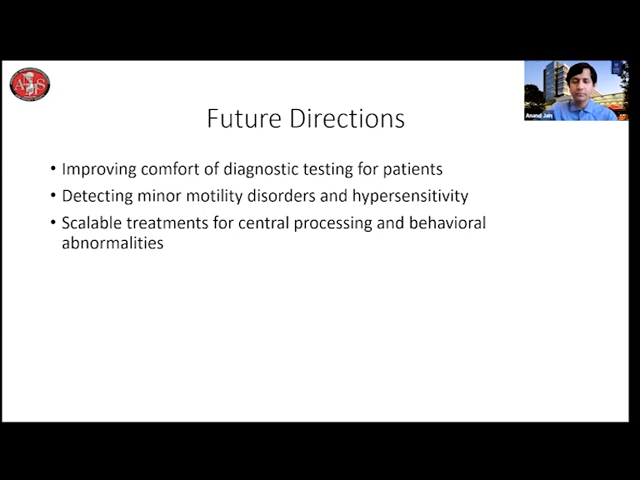 Future Directions
• Improving comfort of diagnostic testing for patients
• Detecting minor motility disorders and hypersensitivity
• Scalable treatments for central processing and behavioral
abnormalities
Anand Jain